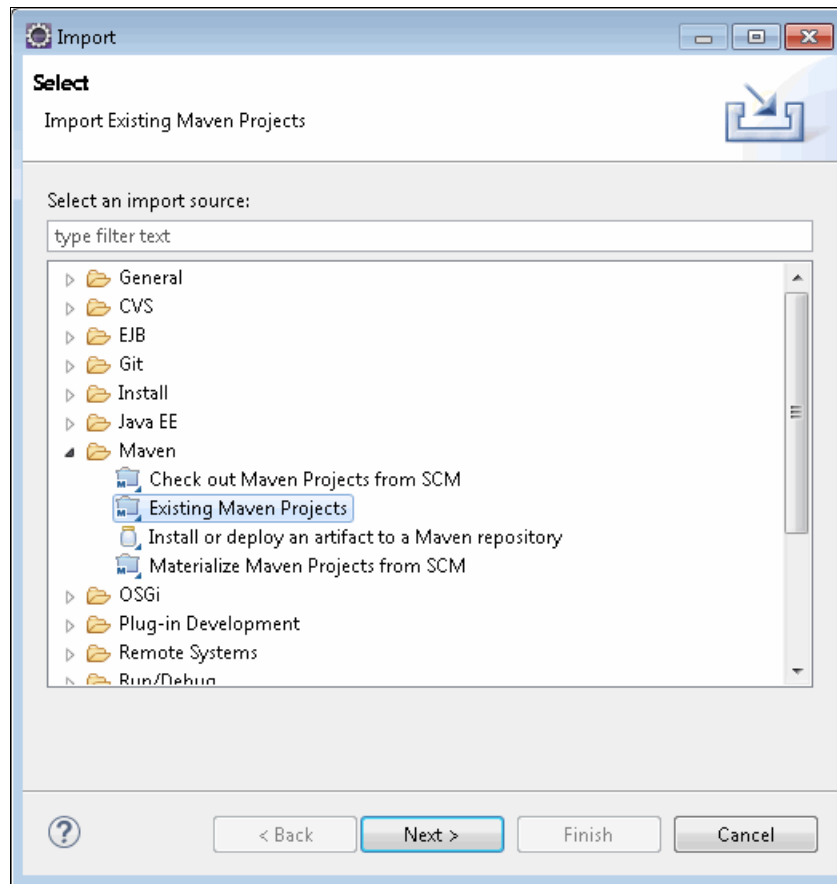 Import
Select
Import Existing Maven Projects
Select an import source:
type filter text
General
CVS
EJB
Git
Install
Java EE
Maven
Check out Maven Projects from SCM
Existing Maven Projects
Install or deploy an artifact to a Maven repository
Materialize Maven Projects from SCM
OSGi
Plug-in Development
Remote Systems
Run/Debug
< Back Next > Finish Cancel